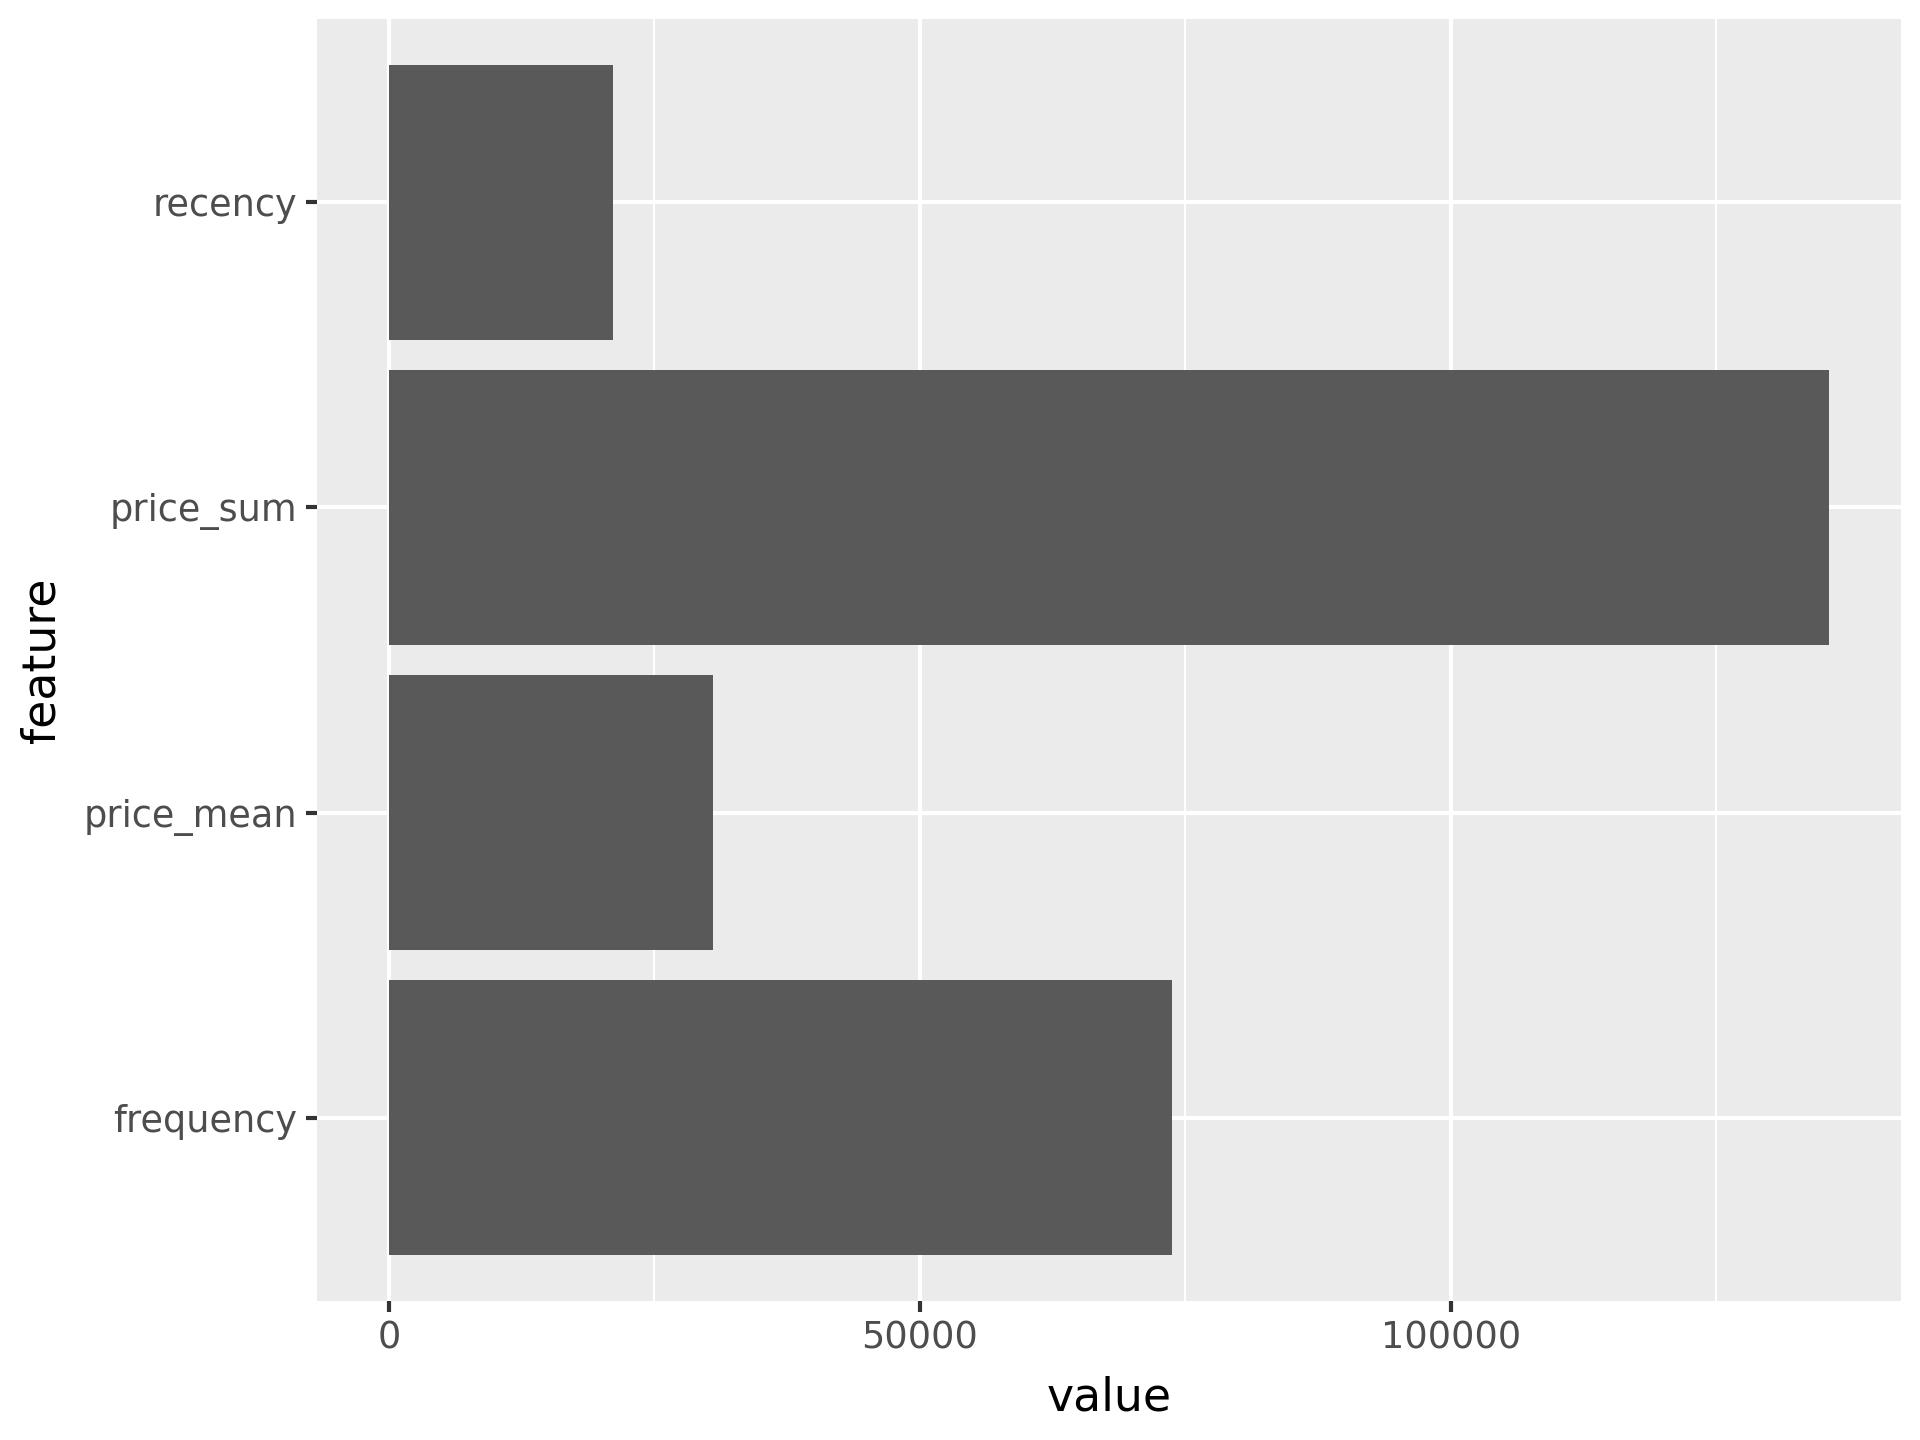 recency
price_sum
price_mean
frequency
feature
0 50000 100000
value